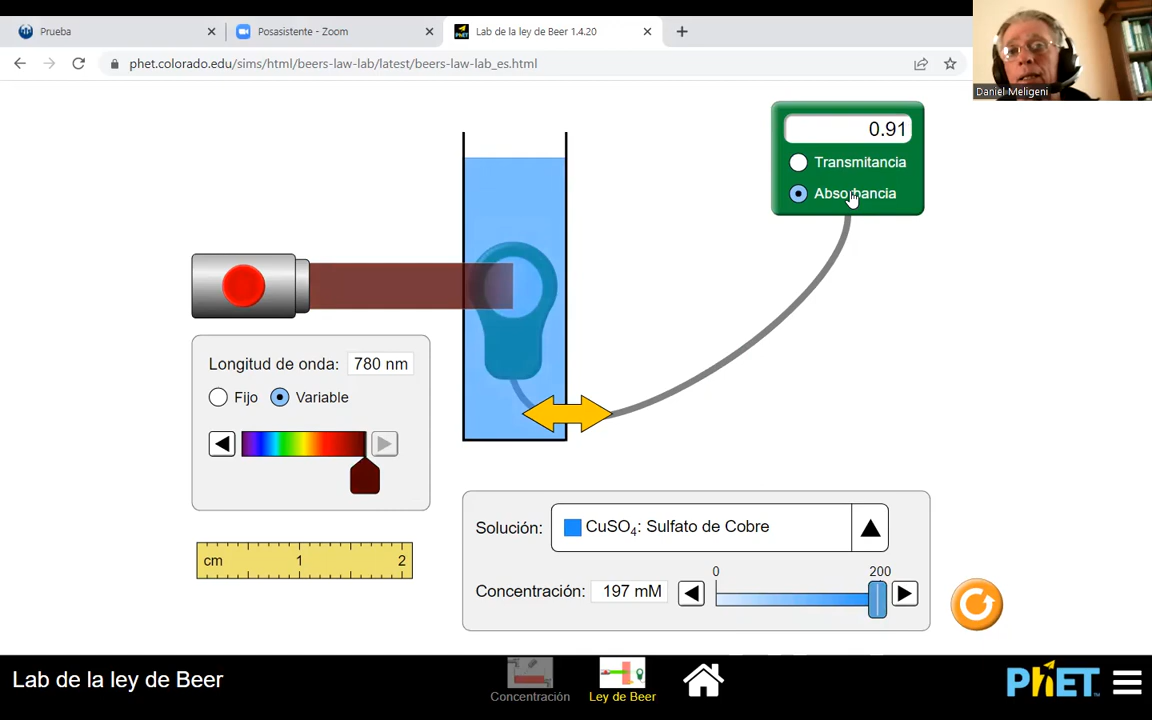 Prueba
Posasistente - Zoom
Lab de la ley de Beer 1.4.20
phet.colorado.edu/sims/html/beers-law-lab/latest/beers-law-lab_es.html
Daniel Meligeni
0.91
Transmitancia
Absorbancia
Longitud de onda: 780 nm
Fijo Variable
cm 1 2
Solución: CuSO₄: Sulfato de Cobre
0 200
Concentración: 197 mM
Lab de la ley de Beer
Concentración
Ley de Beer
PhET